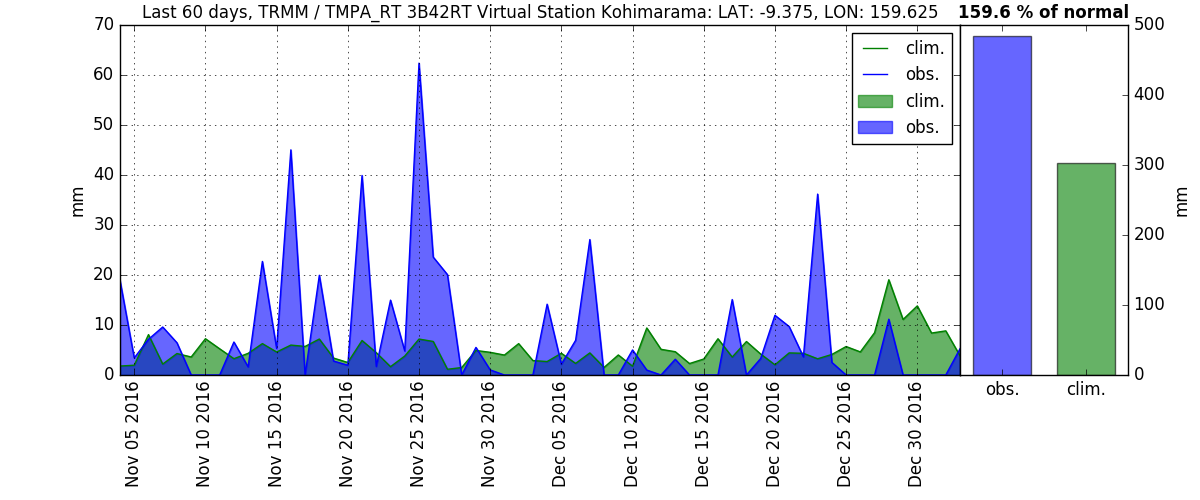 Last 60 days, TRMM / TMPA_RT 3B42RT Virtual Station Kohimarama: LAT: -9.375, LON: 159.625
159.6 % of normal
70
60
50
40
30
20
10
0
mm
clim.
obs.
clim.
obs.
Nov 05 2016
Nov 10 2016
Nov 15 2016
Nov 20 2016
Nov 25 2016
Nov 30 2016
Dec 05 2016
Dec 10 2016
Dec 15 2016
Dec 20 2016
Dec 25 2016
Dec 30 2016
500
400
300
200
100
0
mm
obs.
clim.